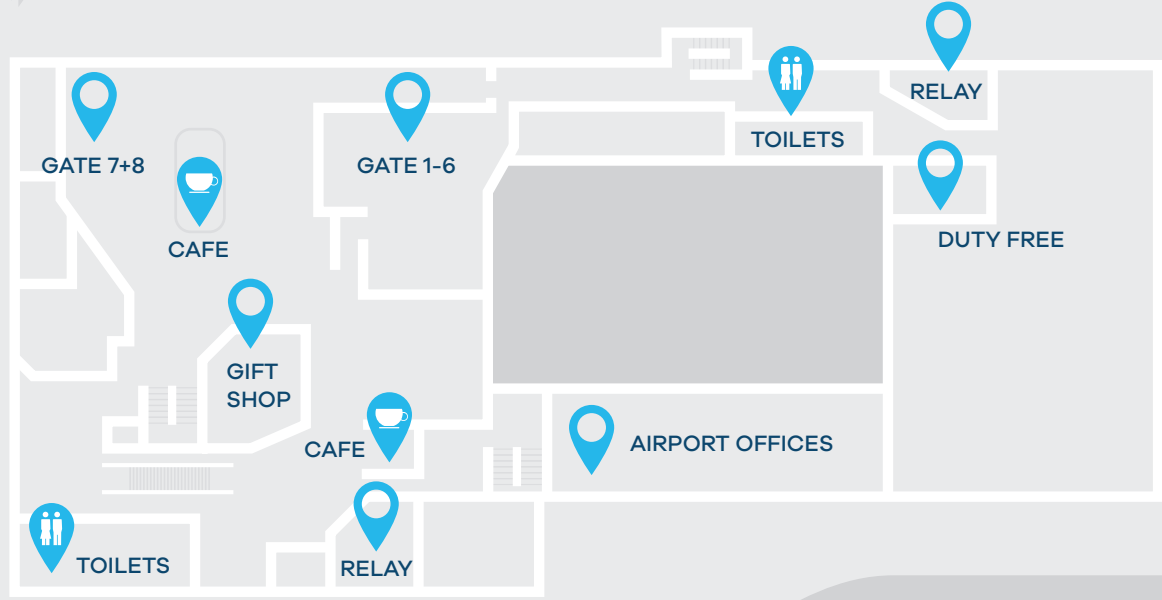 RELAY
TOILETS
GATE 7+8
GATE 1-6
DUTY FREE
CAFE
GIFT
SHOP
CAFE
AIRPORT OFFICES
TOILETS
RELAY